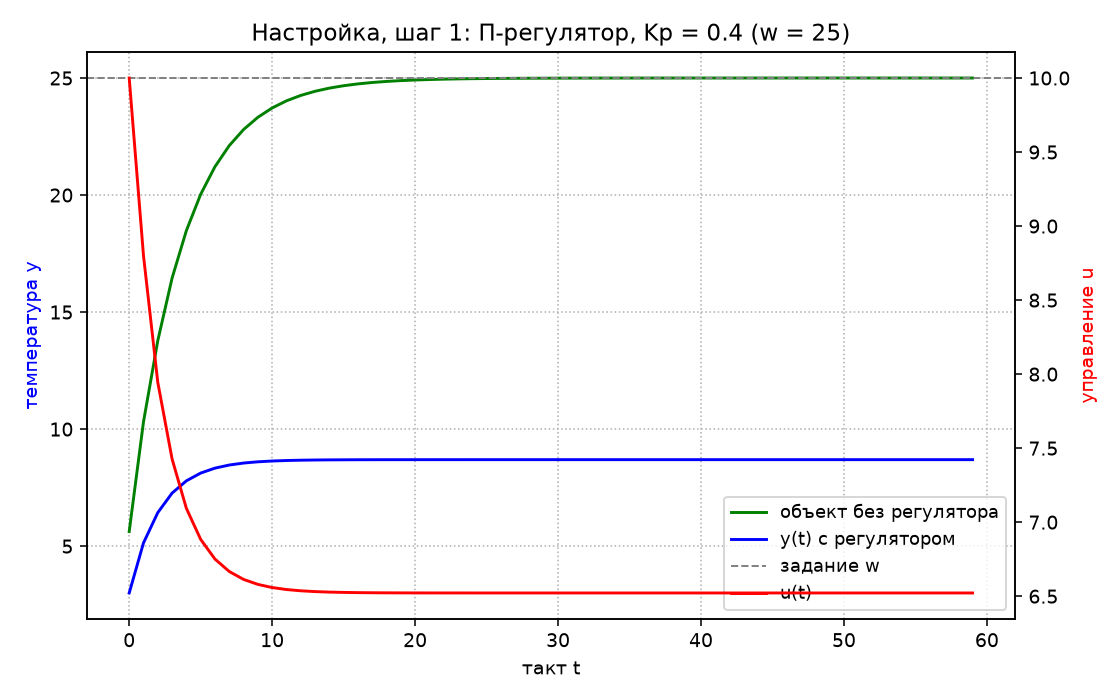 Настройка, шаг 1: П-регулятор, Kp = 0.4 (w = 25)
температура y
25
20
15
10
5
10.0
9.5
9.0
8.5
8.0
7.5
7.0
6.5
управление u
объект без регулятора
y(t) с регулятором
задание w
u(t)
0 10 20 30 40 50 60
такт t